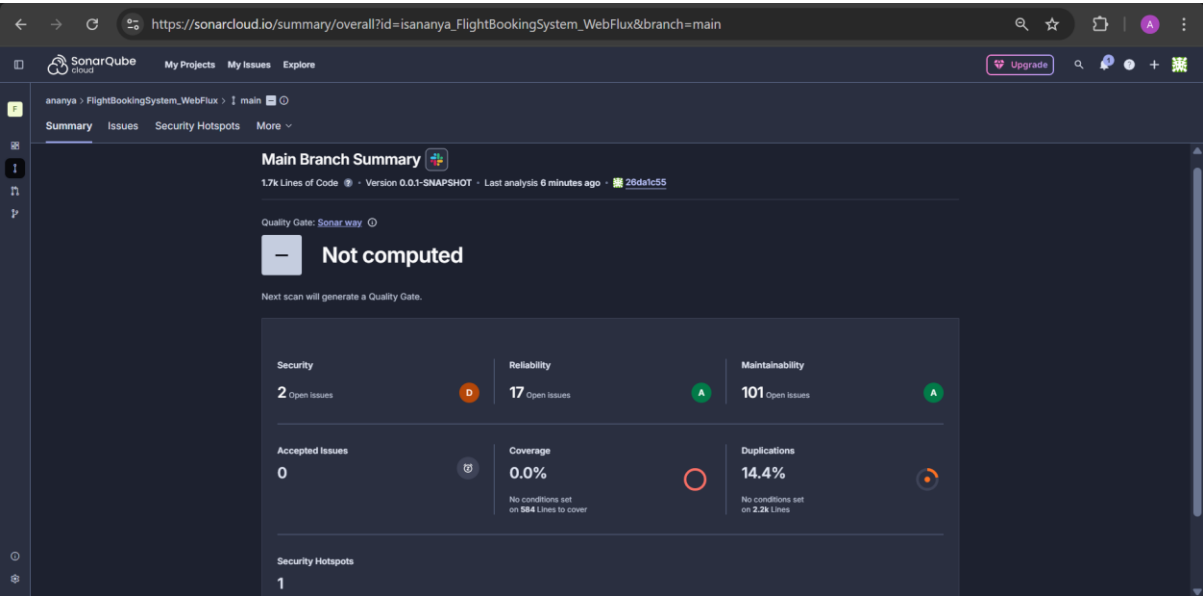 https://sonarcloud.io/summary/overall?id=isananya_FlightBookingSystem_WebFlux&branch=main
A
SonarQube cloud My Projects My Issues Explore Upgrade 1 ? +
F
ananya > FlightBookingSystem_WebFlux > main
Summary Issues Security Hotspots More
Main Branch Summary
1.7k Lines of Code ? • Version 0.0.1-SNAPSHOT • Last analysis 6 minutes ago • 26da1c55
Quality Gate: Sonar way
– Not computed
Next scan will generate a Quality Gate.
Security
2 Open issues D
Reliability
17 Open issues A
Maintainability
101 Open issues A
Accepted Issues
0
Coverage
0.0%
No conditions set
on 584 Lines to cover
Duplications
14.4%
No conditions set
on 2.2k Lines
Security Hotspots
1